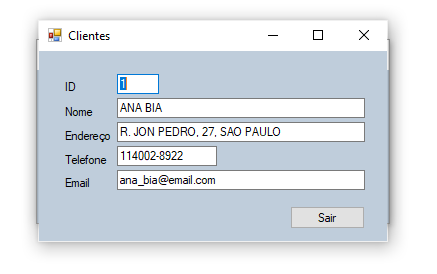 Clientes
ID 1
Nome ANA BIA
Endereço R. JON PEDRO, 27, SAO PAULO
Telefone 114002-8922
Email ana_bia@email.com
Sair